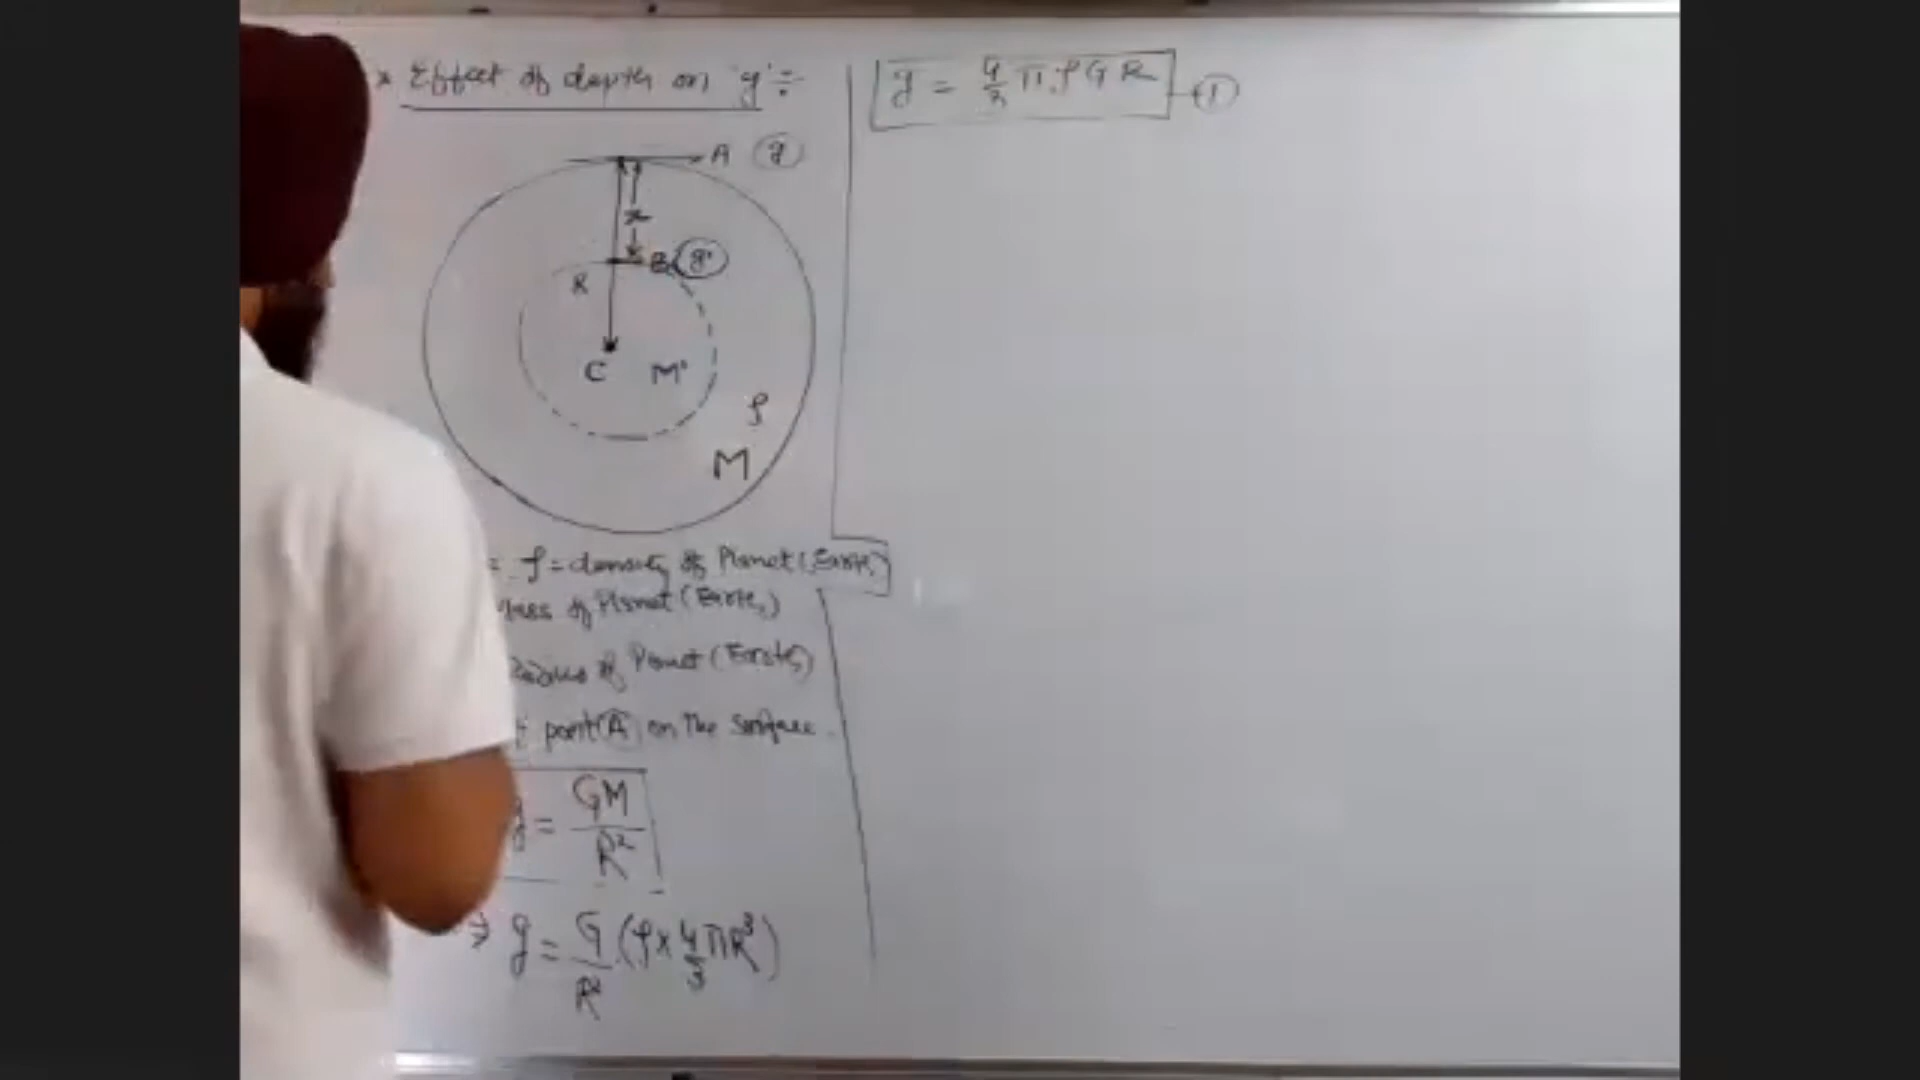 * Effect of depth on 'g' :-
A g
x
B g'
R
C M'
ρ
M
= ρ = density of Planet (Earth)
Mass of Planet (Earth)
Radius of Planet (Earth)
point (A) on the surface.
g = GM/R²
⇒ g = G/R² (ρ × 4/3 πR³)
g = 4/3 π ρ G R — ①